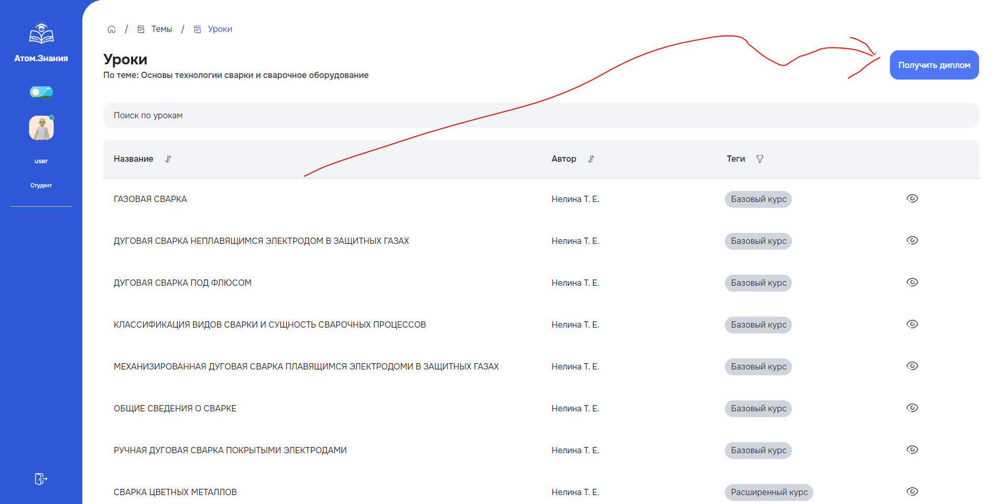 / Темы / Уроки
Атом.Знания
Уроки
По теме: Основы технологии сварки и сварочное оборудование
Получить диплом
Поиск по урокам
user
Студент
Название Автор Теги
ГАЗОВАЯ СВАРКА Нелина Т. Е. Базовый курс
ДУГОВАЯ СВАРКА НЕПЛАВЯЩИМСЯ ЭЛЕКТРОДОМ В ЗАЩИТНЫХ ГАЗАХ Нелина Т. Е. Базовый курс
ДУГОВАЯ СВАРКА ПОД ФЛЮСОМ Нелина Т. Е. Базовый курс
КЛАССИФИКАЦИЯ ВИДОВ СВАРКИ И СУЩНОСТЬ СВАРОЧНЫХ ПРОЦЕССОВ Нелина Т. Е. Базовый курс
МЕХАНИЗИРОВАННАЯ ДУГОВАЯ СВАРКА ПЛАВЯЩИМСЯ ЭЛЕКТРОДОМИ В ЗАЩИТНЫХ ГАЗАХ Нелина Т. Е. Базовый курс
ОБЩИЕ СВЕДЕНИЯ О СВАРКЕ Нелина Т. Е. Базовый курс
РУЧНАЯ ДУГОВАЯ СВАРКА ПОКРЫТЫМИ ЭЛЕКТРОДАМИ Нелина Т. Е. Базовый курс
СВАРКА ЦВЕТНЫХ МЕТАЛЛОВ Нелина Т. Е. Расширенный курс